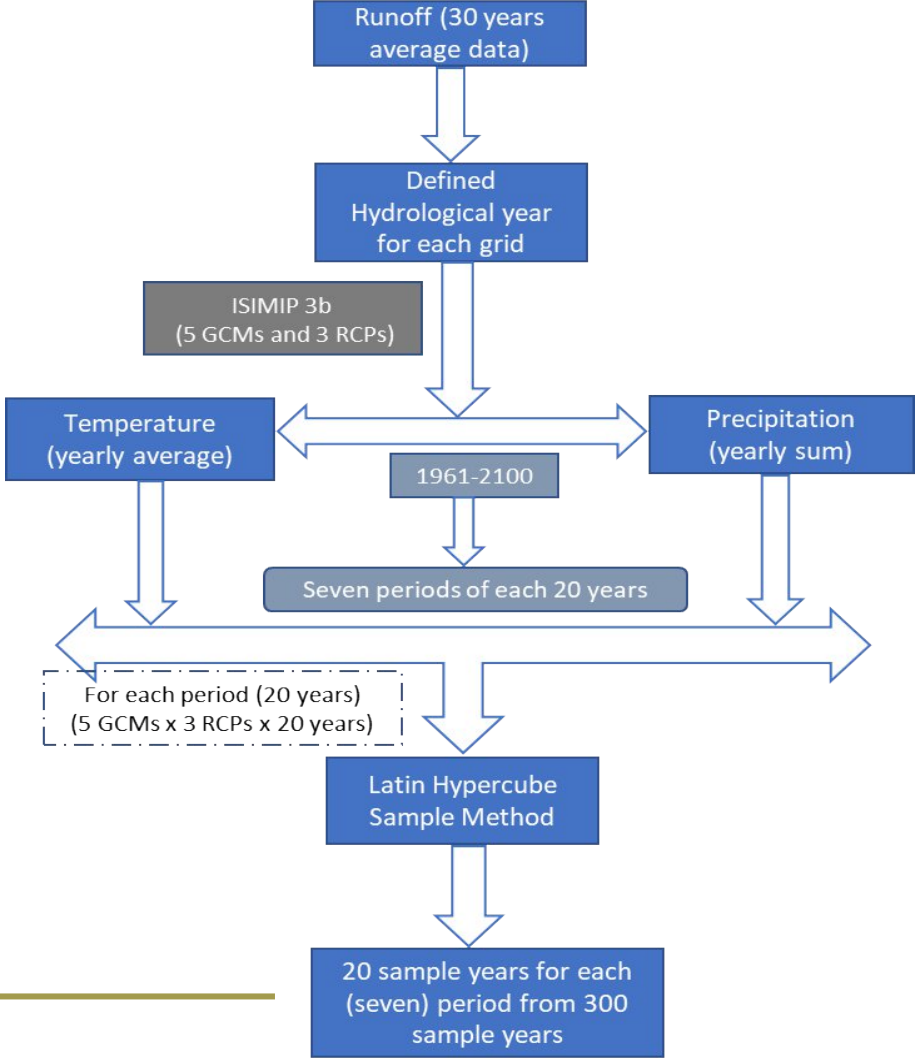 Runoff (30 years
average data)
Defined
Hydrological year
for each grid
ISIMIP 3b
(5 GCMs and 3 RCPs)
Temperature
(yearly average)
Precipitation
(yearly sum)
1961-2100
Seven periods of each 20 years
For each period (20 years)
(5 GCMs x 3 RCPs x 20 years)
Latin Hypercube
Sample Method
20 sample years for each
(seven) period from 300
sample years